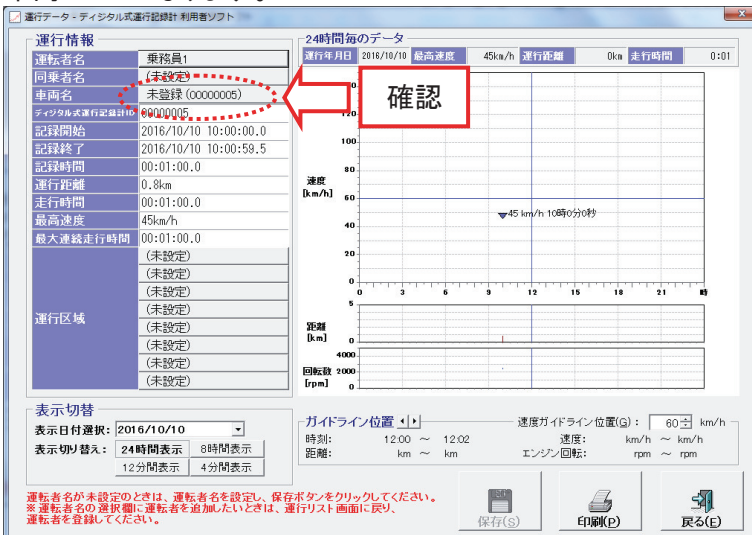 運行データ - ディジタル式運行記録計 利用者ソフト
運行情報
運転者名 乗務員1
同乗者名 (未設定)
車両名 未登録(00000005)
ディジタル式運行記録計ID 00000005
記録開始 2016/10/10 10:00:00.0
記録終了 2016/10/10 10:00:59.5
記録時間 00:01:00.0
運行距離 0.8km
走行時間 00:01:00.0
最高速度 45km/h
最大連続走行時間 00:01:00.0
運行区域
(未設定)
(未設定)
(未設定)
(未設定)
(未設定)
(未設定)
(未設定)
(未設定)
確認
24時間毎のデータ
運行年月日 2016/10/10 最高速度 45km/h 運行距離 0km 走行時間 0:01
速度
[km/h]
120
100
80
60
40
20
0
45 km/h 10時0分0秒
0 3 6 9 12 15 18 21 時
距離
[km]
5
0
回転数
[rpm]
4000
2000
0
表示切替
表示日付選択: 2016/10/10
表示切り替え: 24時間表示 8時間表示
12分間表示 4分間表示
ガイドライン位置
速度ガイドライン位置(G): 60 km/h
時刻: 12:00 ~ 12:02 速度: km/h ~ km/h
距離: km ~ km エンジン回転: rpm ~ rpm
運転者名が未設定のときは、運転者名を設定し、保存ボタンをクリックしてください。
※運転者名の選択欄に運転者を追加したいときは、運行リスト画面に戻り、
運転者を登録してください。
保存(S) 印刷(P) 戻る(E)